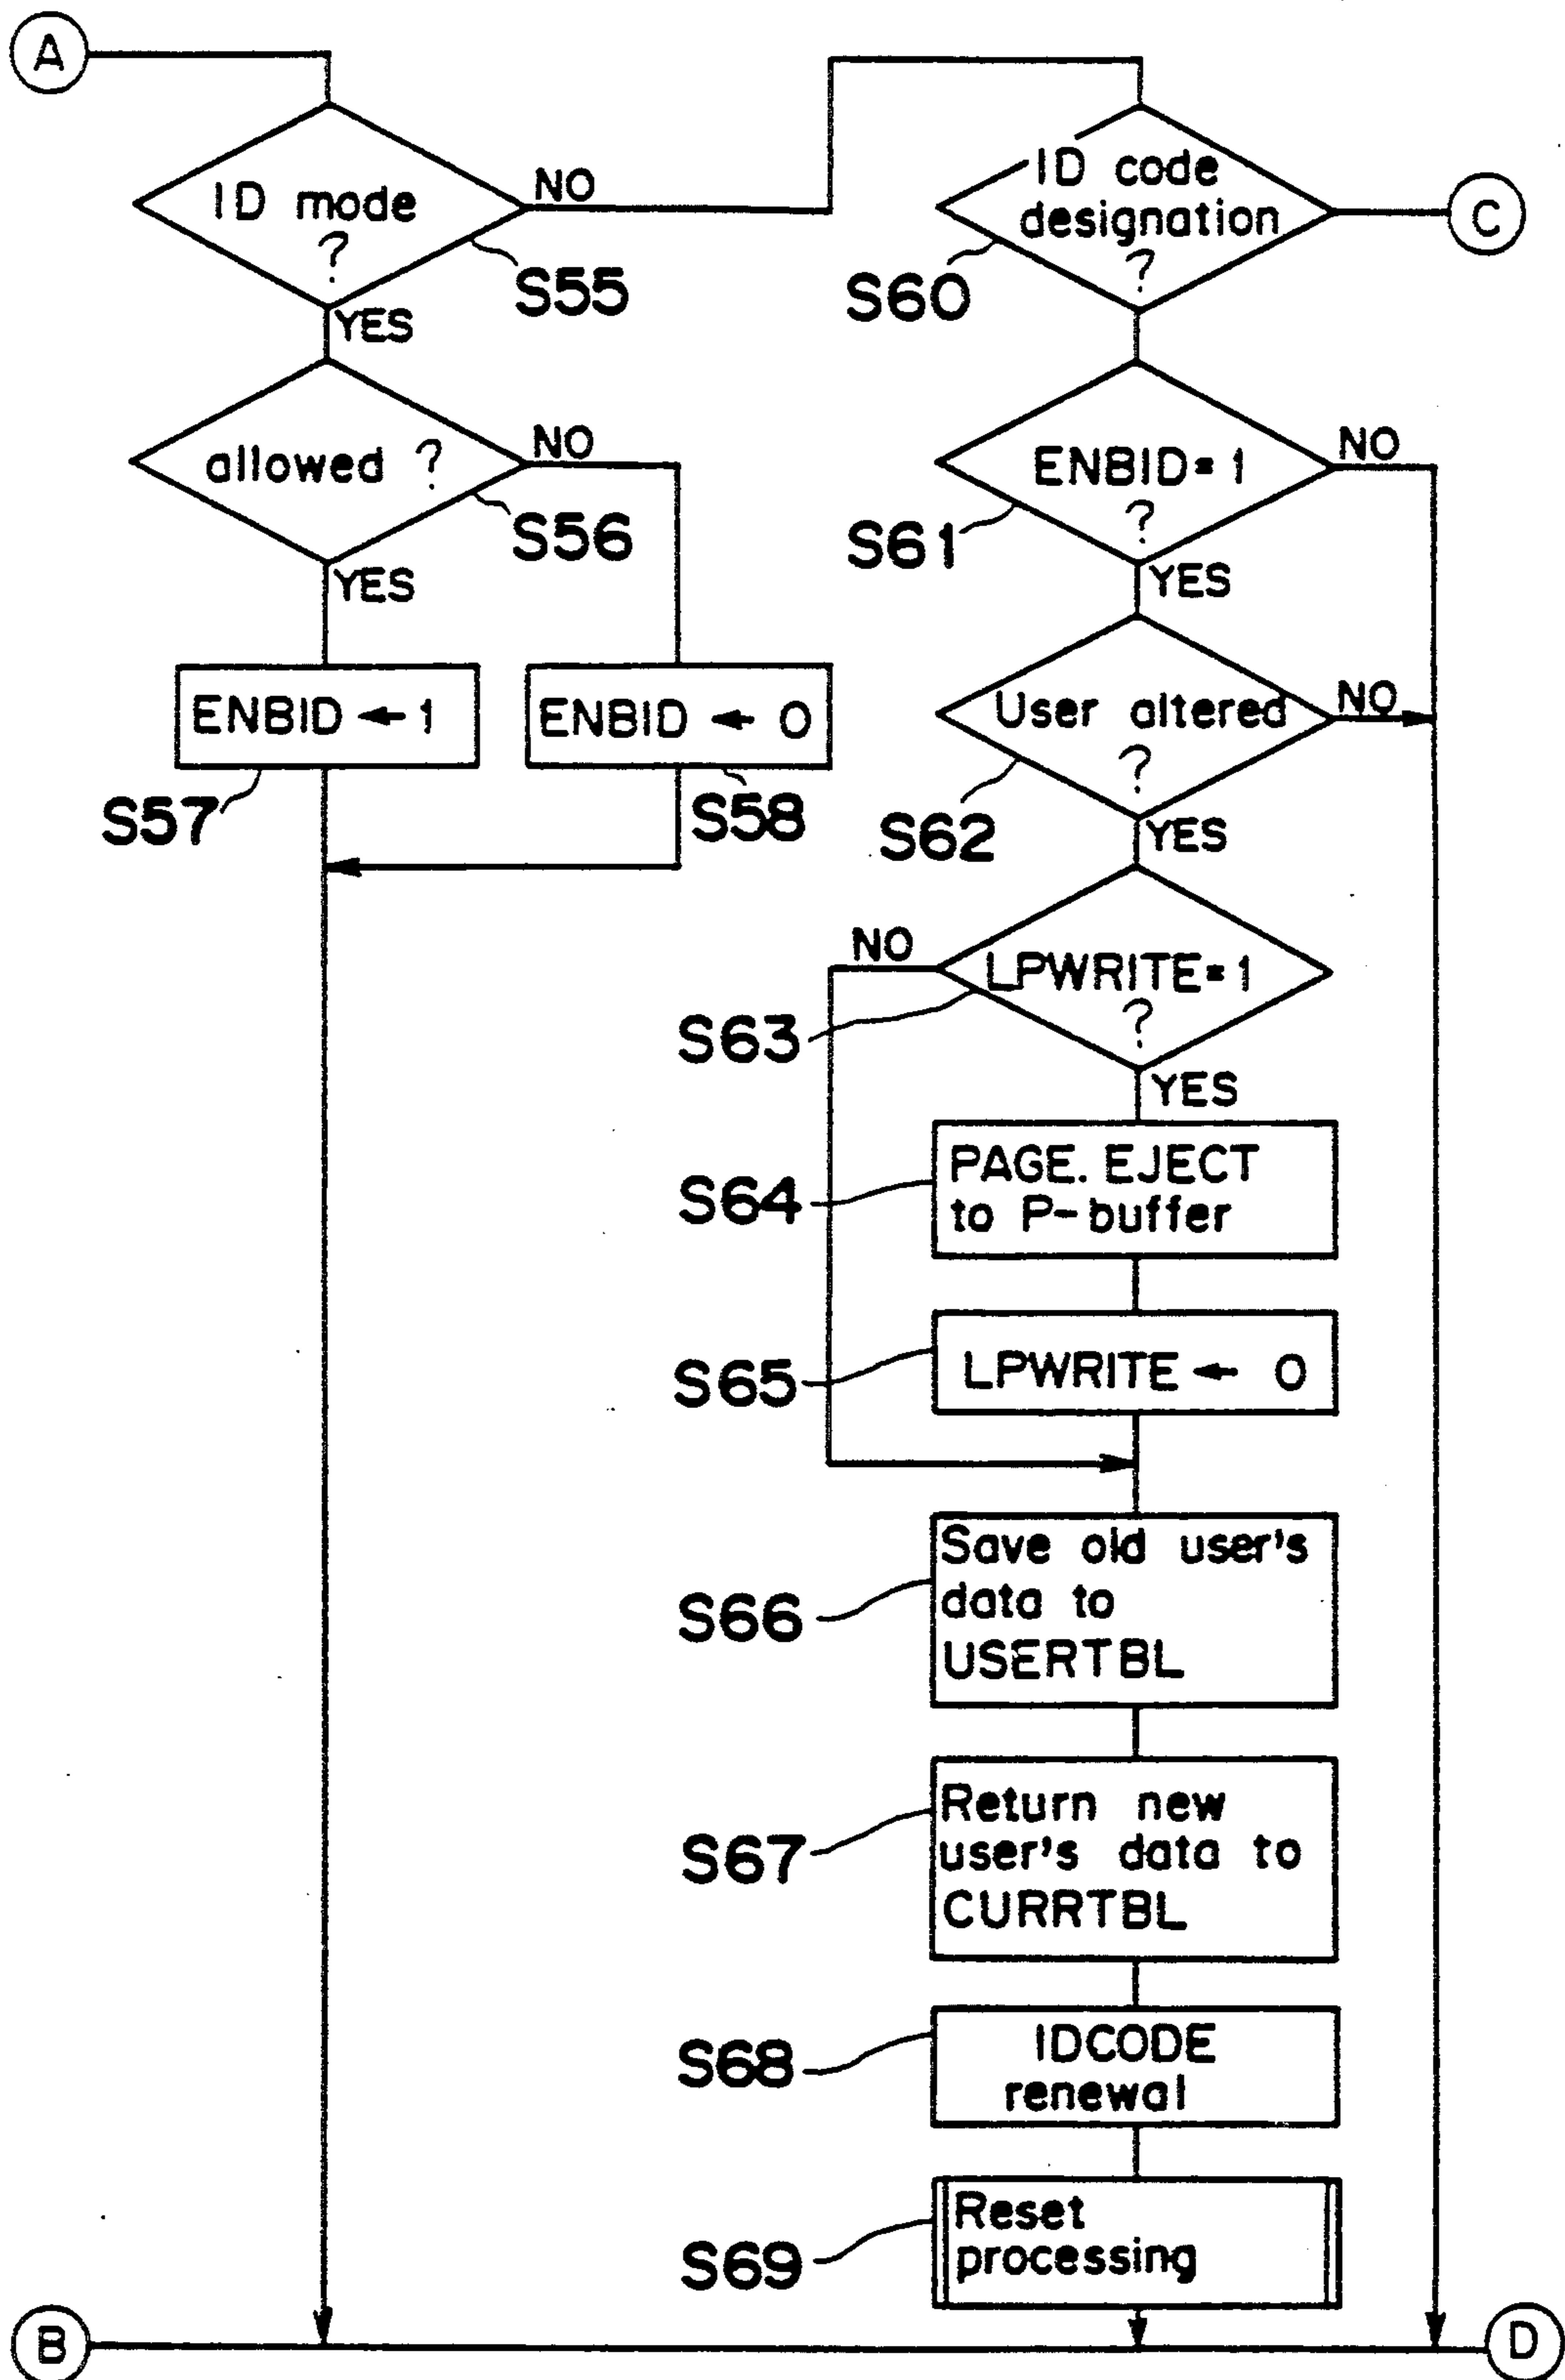 A
ID mode
?
NO
S55
YES
allowed ?
NO
S56
YES
ENBID ← 1
S57
ENBID ← 0
S58
ID code
designation
?
S60
C
ENBID = 1
?
NO
S61
YES
User altered
?
NO
S62
YES
LPWRITE = 1
?
NO
S63
YES
PAGE. EJECT
to P-buffer
S64
LPWRITE ← 0
S65
Save old user's
data to
USERTBL
S66
Return new
user's data to
CURRTBL
S67
IDCODE
renewal
S68
Reset
processing
S69
B
D